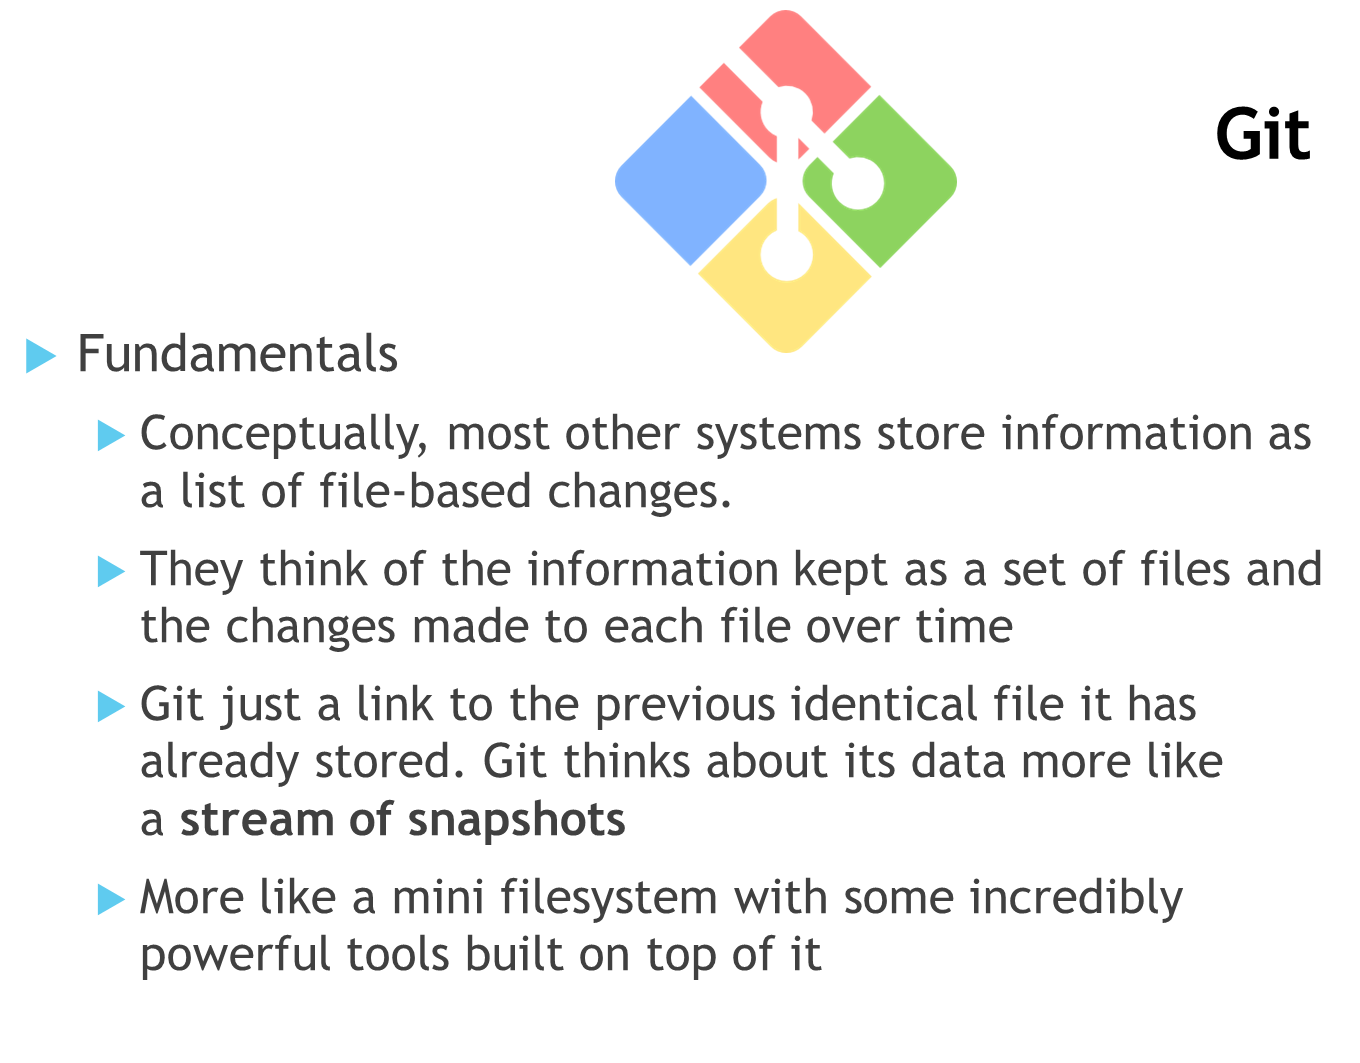 Git
Fundamentals
Conceptually, most other systems store information as
a list of file-based changes.
They think of the information kept as a set of files and
the changes made to each file over time
Git just a link to the previous identical file it has
already stored. Git thinks about its data more like
a stream of snapshots
More like a mini filesystem with some incredibly
powerful tools built on top of it